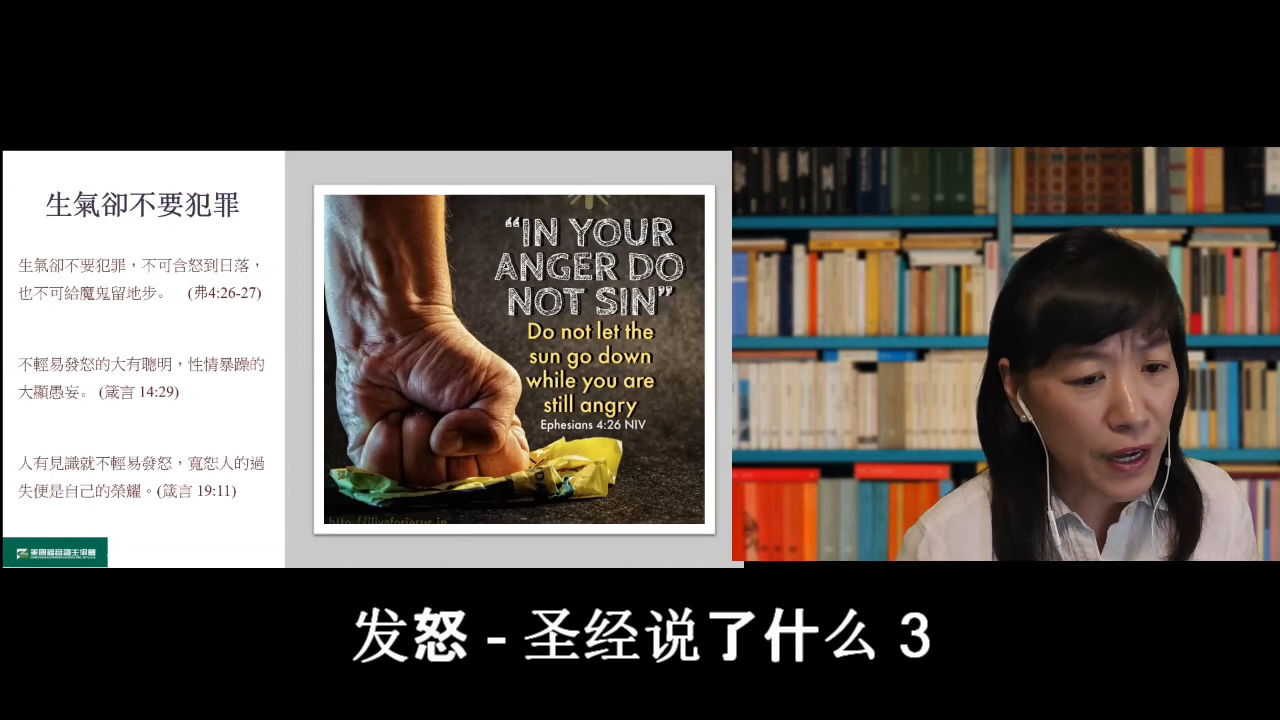 生氣卻不要犯罪
生氣卻不要犯罪，不可含怒到日落，
也不可給魔鬼留地步。 (弗4:26-27)
不輕易發怒的大有聰明，性情暴躁的
大顯愚妄。 (箴言 14:29)
人有見識就不輕易發怒，寬恕人的過
失便是自己的榮耀。(箴言 19:11)
“IN YOUR
ANGER DO
NOT SIN”
Do not let the
sun go down
while you are
still angry
Ephesians 4:26 NIV
发怒 - 圣经说了什么 3